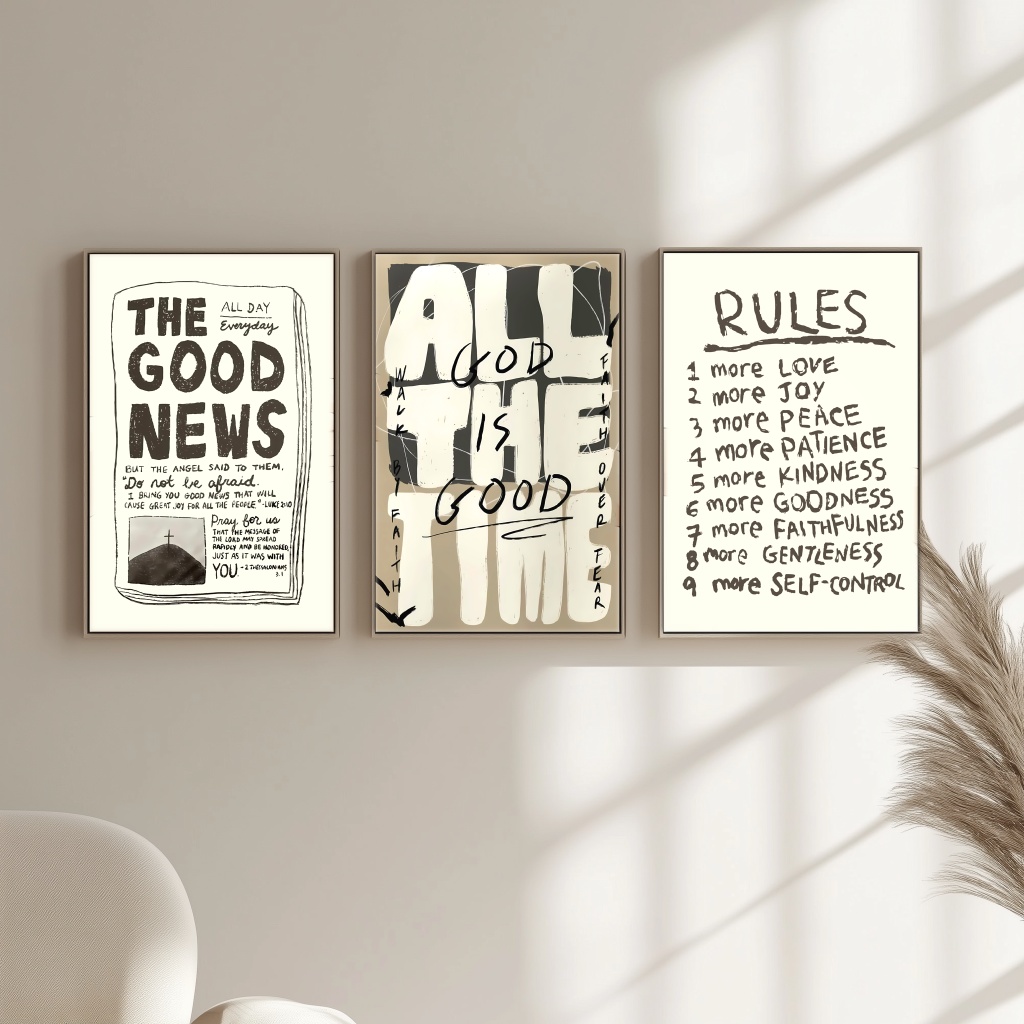 THE
ALL DAY
Everyday
GOOD
NEWS
BUT THE ANGEL SAID TO THEM,
"Do not be afraid.
I BRING YOU GOOD NEWS THAT WILL
CAUSE GREAT JOY FOR ALL THE PEOPLE" -LUKE 2:10
Pray for us
THAT THE MESSAGE OF
THE LORD MAY SPREAD
RAPIDLY AND BE HONORED,
JUST AS IT WAS WITH
YOU. -2 THESSALONIANS
3:1
ALL
THE
TIME
GOD
IS
GOOD
WALK BY FAITH
FAITH OVER FEAR
RULES
1 more LOVE
2 more JOY
3 more PEACE
4 more PATIENCE
5 more KINDNESS
6 more GOODNESS
7 more FAITHFULNESS
8 more GENTLENESS
9 more SELF-CONTROL